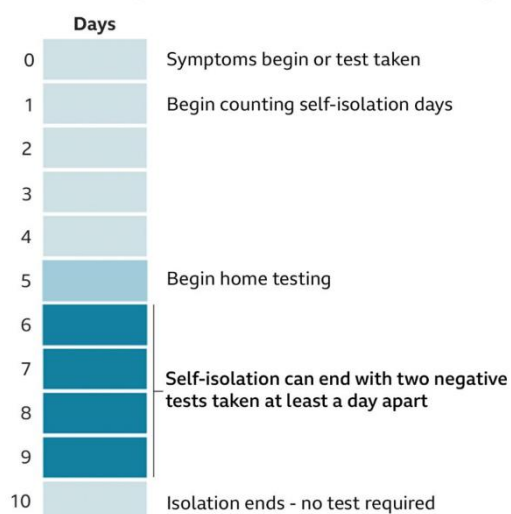 Days
0 Symptoms begin or test taken
1 Begin counting self-isolation days
2
3
4
5 Begin home testing
6
7
Self-isolation can end with two negative
tests taken at least a day apart
8
9
10 Isolation ends - no test required